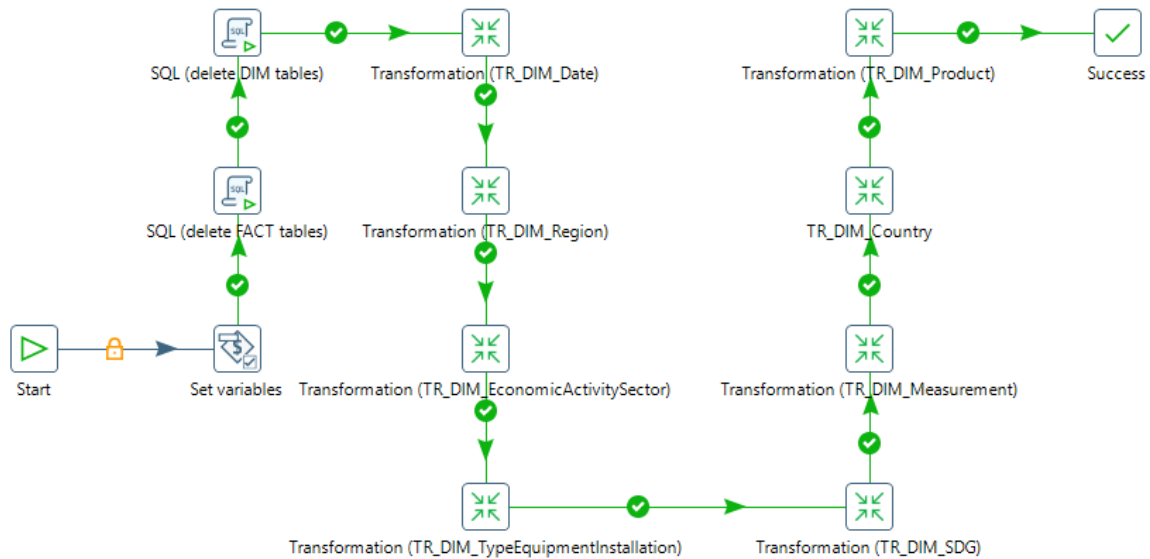 SQL
SQL (delete DIM tables)
Transformation (TR_DIM_Date)
Transformation (TR_DIM_Product)
Success
SQL
SQL (delete FACT tables)
Transformation (TR_DIM_Region)
TR_DIM_Country
$
Start
Set variables
Transformation (TR_DIM_EconomicActivitySector)
Transformation (TR_DIM_Measurement)
Transformation (TR_DIM_TypeEquipmentInstallation)
Transformation (TR_DIM_SDG)